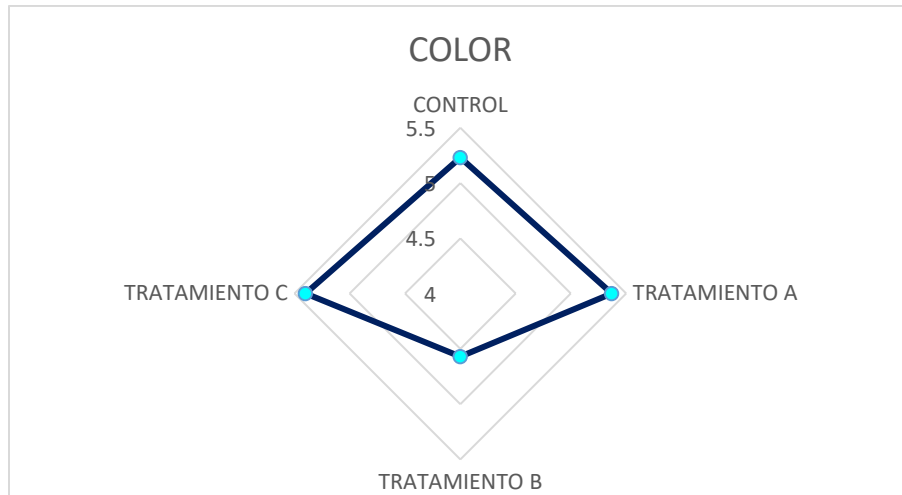 COLOR
CONTROL
5.5
5
4.5
4
TRATAMIENTO C
TRATAMIENTO A
TRATAMIENTO B